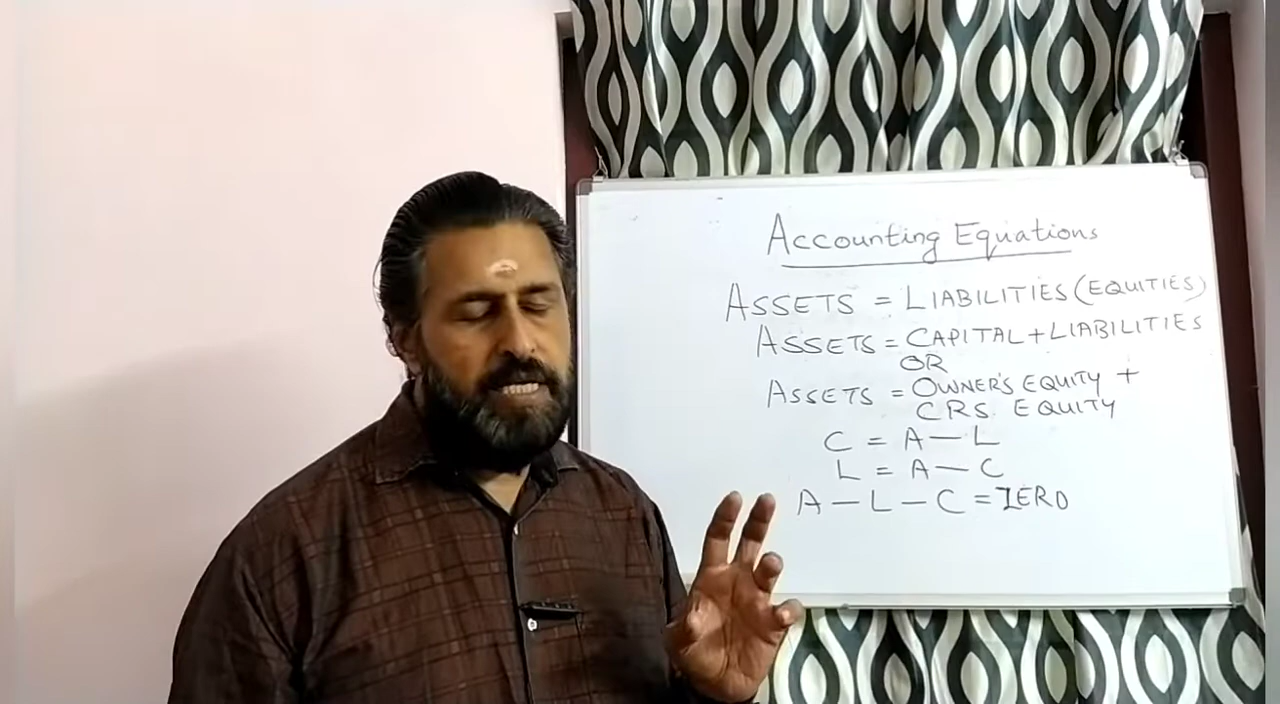 Accounting Equations
ASSETS = LIABILITIES (EQUITIES)
ASSETS = CAPITAL + LIABILITIES
OR
ASSETS = OWNER'S EQUITY +
CRS. EQUITY
C = A — L
L = A — C
A — L — C = ZERO